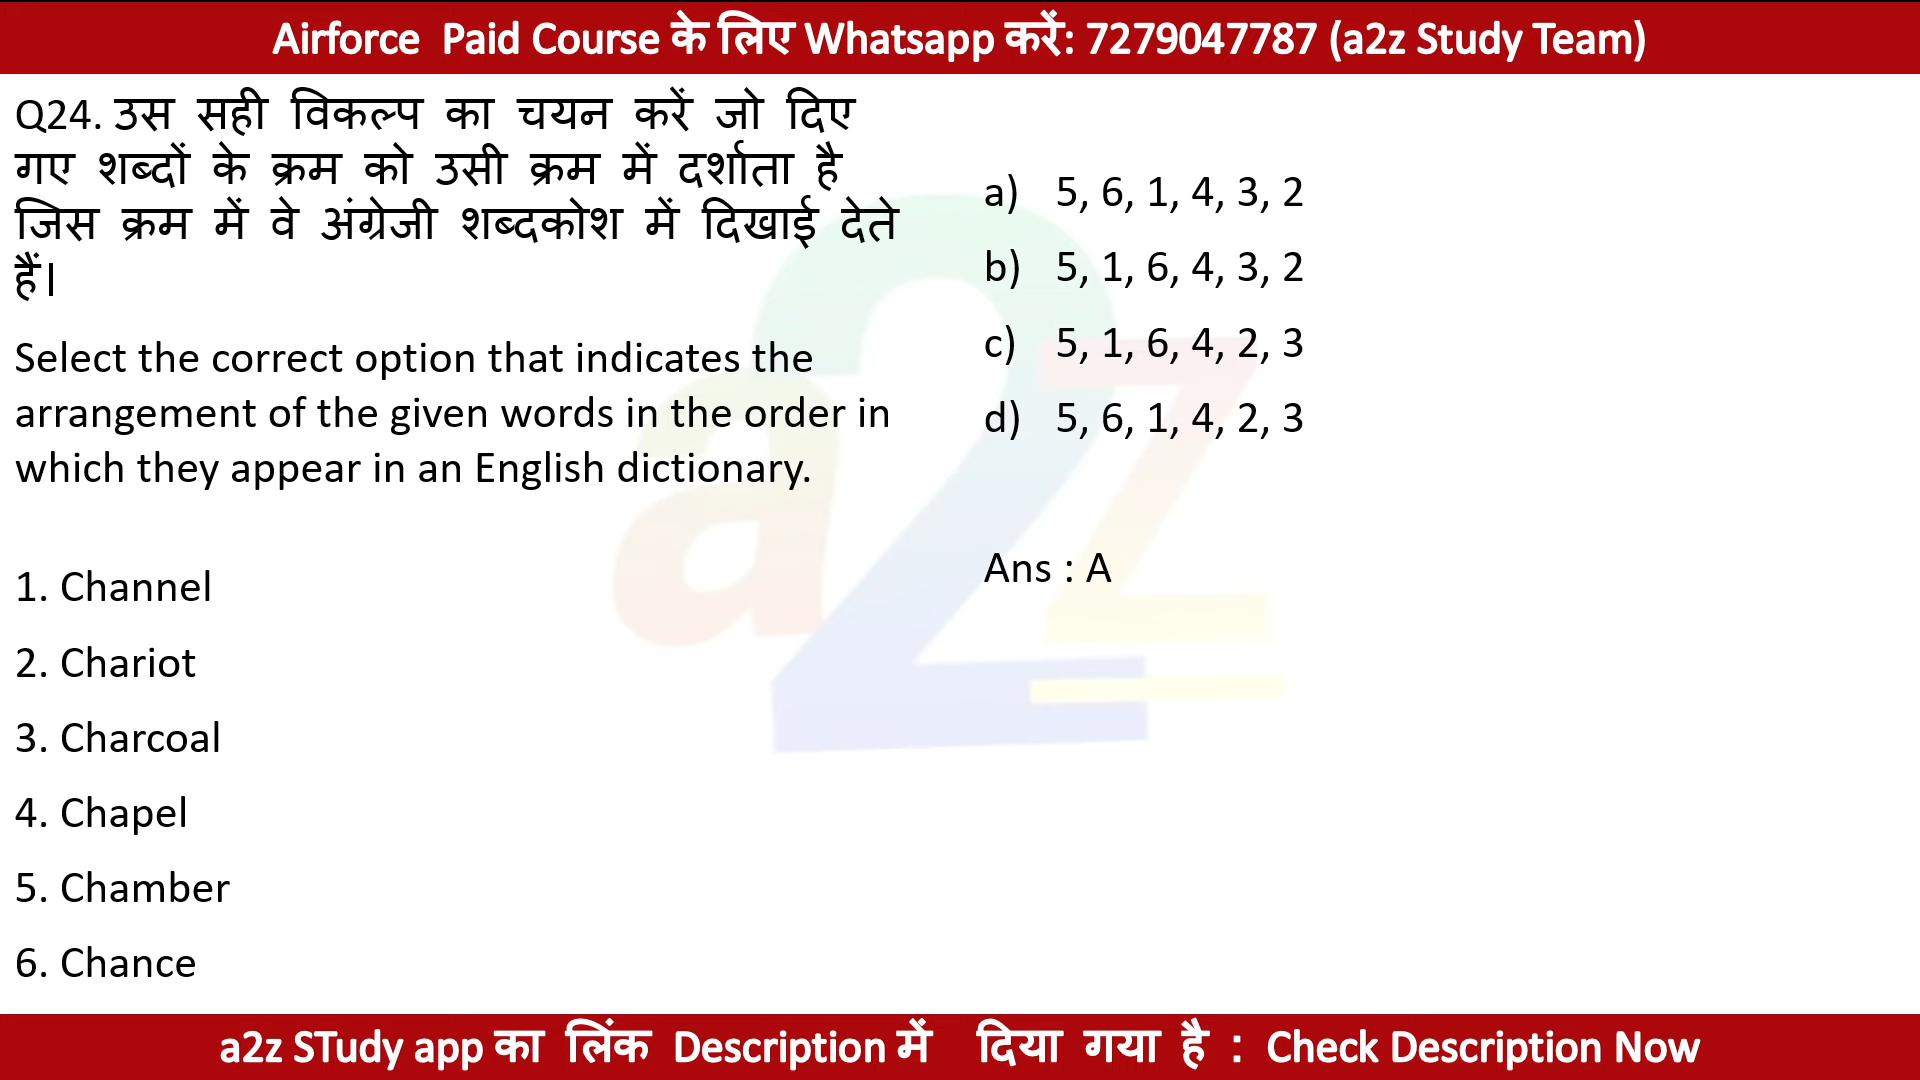 Airforce Paid Course के लिए Whatsapp करें: 7279047787 (a2z Study Team)
Q24. उस सही विकल्प का चयन करें जो दिए
गए शब्दों के क्रम को उसी क्रम में दर्शाता है
जिस क्रम में वे अंग्रेजी शब्दकोश में दिखाई देते
हैं।
Select the correct option that indicates the
arrangement of the given words in the order in
which they appear in an English dictionary.
1. Channel
2. Chariot
3. Charcoal
4. Chapel
5. Chamber
6. Chance
a) 5, 6, 1, 4, 3, 2
b) 5, 1, 6, 4, 3, 2
c) 5, 1, 6, 4, 2, 3
d) 5, 6, 1, 4, 2, 3
Ans : A
a2z
a2z STudy app का लिंक Description में दिया गया है : Check Description Now